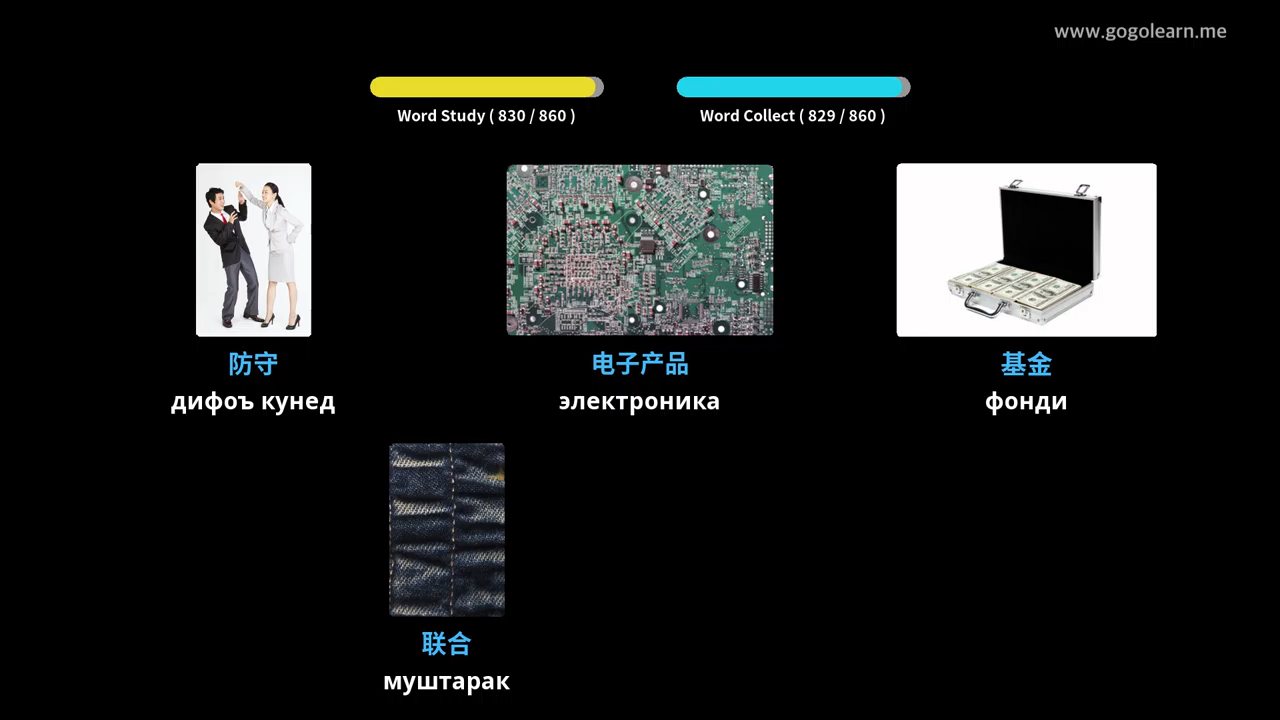 www.gogolearn.me
Word Study ( 830 / 860 )
Word Collect ( 829 / 860 )
防守
дифоъ кунед
电子产品
электроника
基金
фонди
联合
муштарак